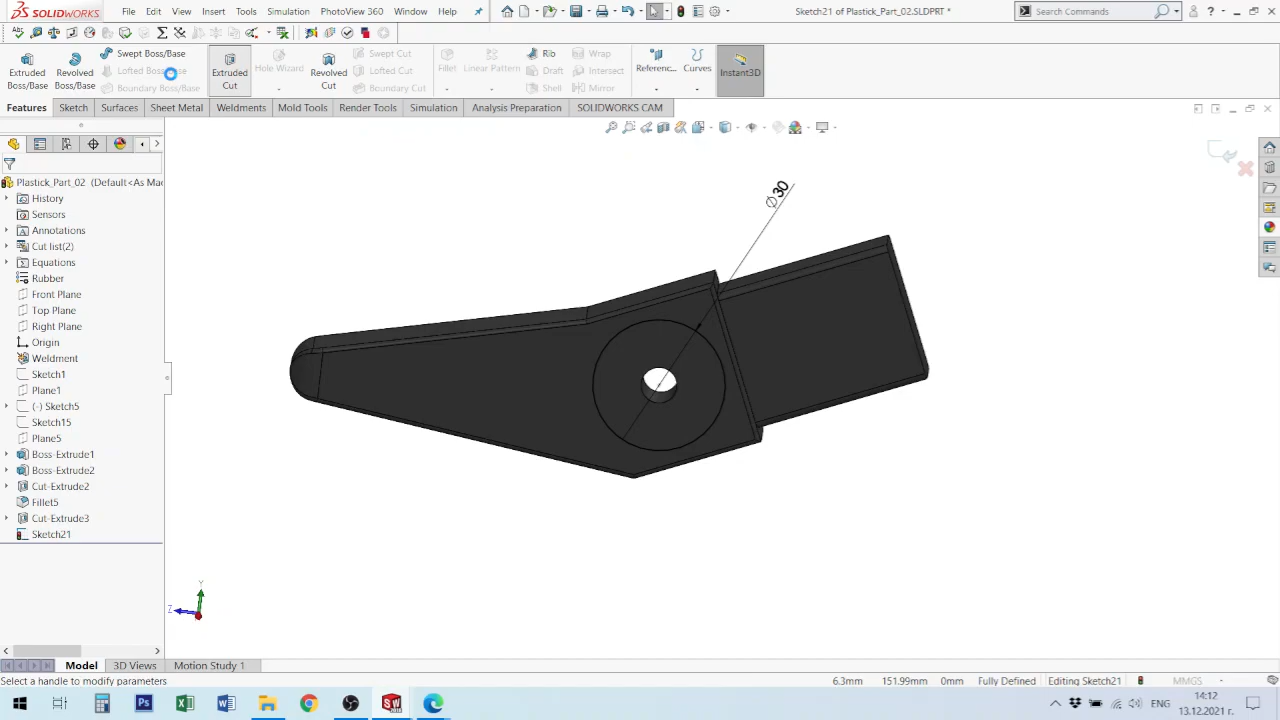 SOLIDWORKS File Edit View Insert Tools Simulation PhotoView 360 Window Help Sketch21 of Plastick_Part_02.SLDPRT * Search Commands
Extruded Boss/Base
Revolved Boss/Base
Swept Boss/Base
Lofted Boss/Base
Boundary Boss/Base
Extruded Cut
Hole Wizard
Revolved Cut
Swept Cut
Lofted Cut
Boundary Cut
Fillet
Linear Pattern
Rib
Draft
Shell
Wrap
Intersect
Mirror
Referenc...
Curves
Instant3D
Features Sketch Surfaces Sheet Metal Weldments Mold Tools Render Tools Simulation Analysis Preparation SOLIDWORKS CAM
Plastick_Part_02 (Default<As Mac
History
Sensors
Annotations
Cut list(2)
Equations
Rubber
Front Plane
Top Plane
Right Plane
Origin
Weldment
Sketch1
Plane1
(-) Sketch5
Sketch15
Plane5
Boss-Extrude1
Boss-Extrude2
Cut-Extrude2
Fillet5
Cut-Extrude3
Sketch21
∅30
Y
Z
Model 3D Views Motion Study 1
Select a handle to modify parameters 6.3mm 151.99mm 0mm Fully Defined Editing Sketch21 MMGS
ENG 14:12
13.12.2021 г.